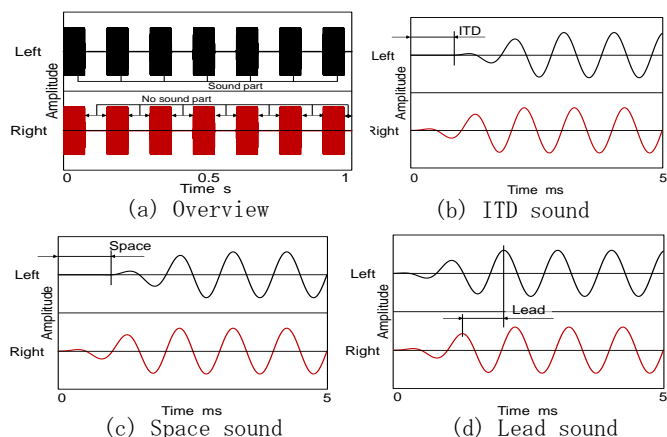 Left
Sound part
Amplitude
No sound part
Right
0 0.5 1
Time s
(a) Overview
ITD
Left
Amplitude
Right
0 5
Time ms
(b) ITD sound
Space
Left
Amplitude
Right
0 5
Time ms
(c) Space sound
Left
Amplitude
Lead
Right
0 5
Time ms
(d) Lead sound